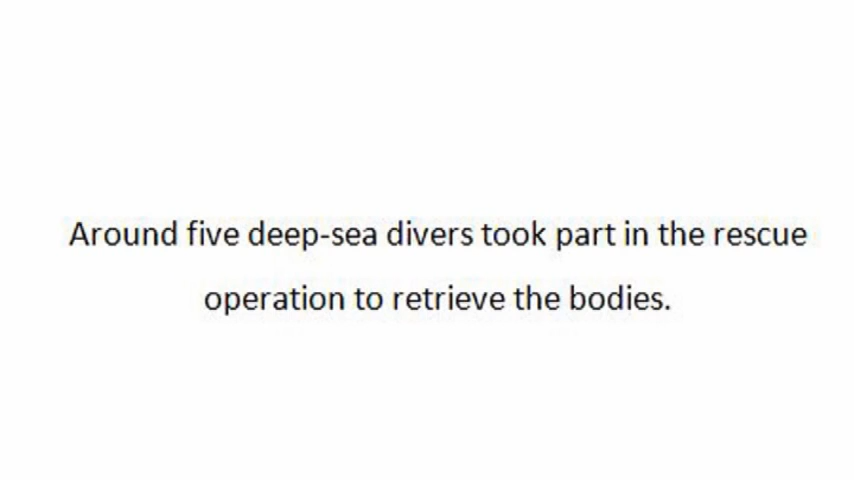 Around five deep-sea divers took part in the rescue
operation to retrieve the bodies.